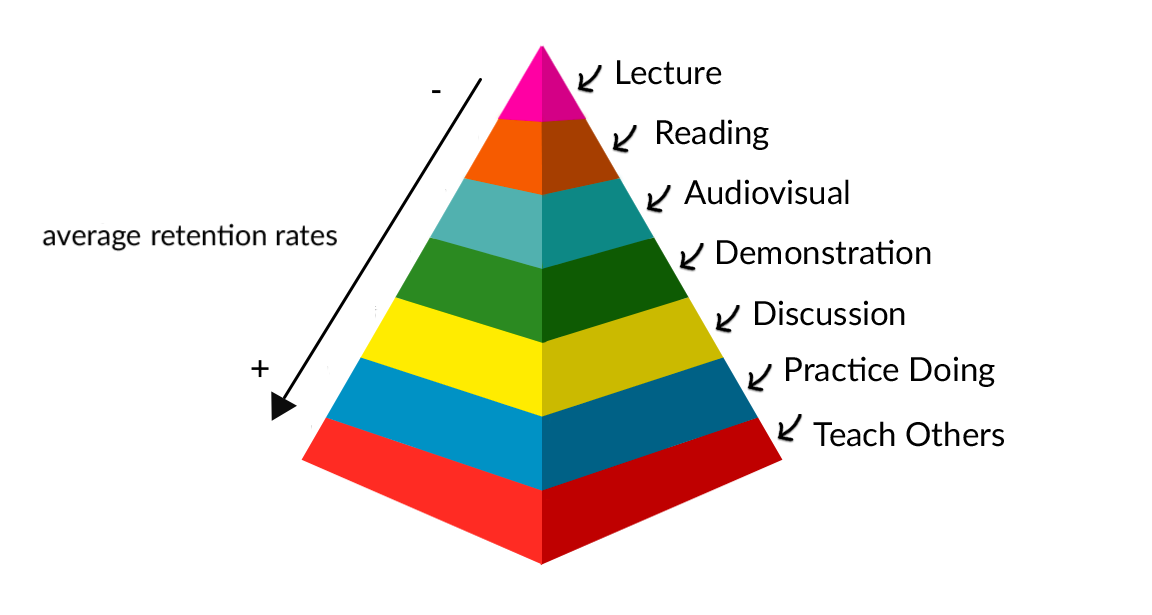 Lecture
-
Reading
Audiovisual
average retention rates
Demonstration
Discussion
+
Practice Doing
Teach Others